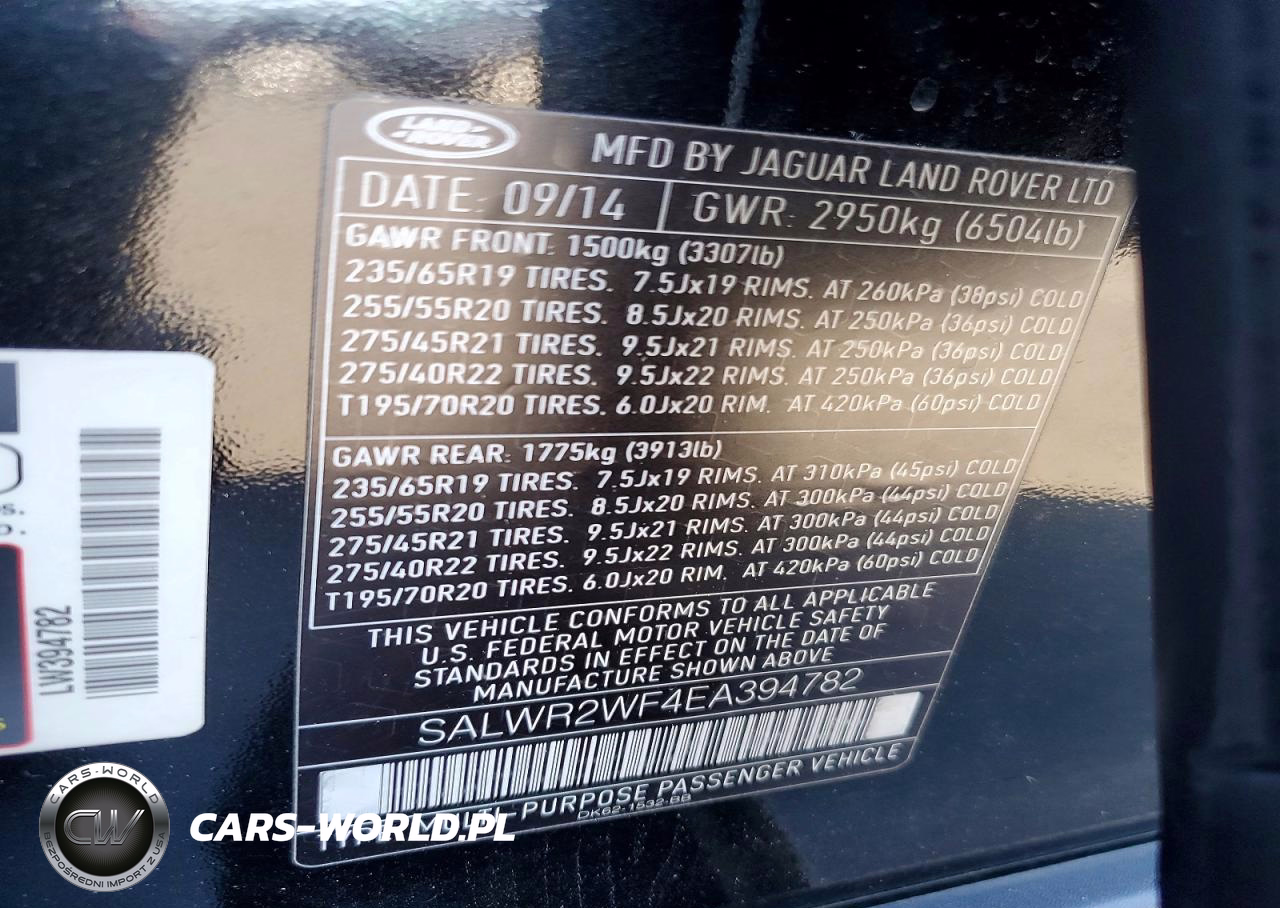 LAND ROVER
MFD BY JAGUAR LAND ROVER LTD
DATE: 09/14 GWR: 2950kg (6504lb)
GAWR FRONT: 1500kg (3307lb)
235/65R19 TIRES. 7.5Jx19 RIMS. AT 260kPa (38psi) COLD
255/55R20 TIRES. 8.5Jx20 RIMS. AT 250kPa (36psi) COLD
275/45R21 TIRES. 9.5Jx21 RIMS. AT 250kPa (36psi) COLD
275/40R22 TIRES. 9.5Jx22 RIMS. AT 250kPa (36psi) COLD
T195/70R20 TIRES. 6.0Jx20 RIM. AT 420kPa (60psi) COLD
GAWR REAR: 1775kg (3913lb)
235/65R19 TIRES. 7.5Jx19 RIMS. AT 310kPa (45psi) COLD
255/55R20 TIRES. 8.5Jx20 RIMS. AT 300kPa (44psi) COLD
275/45R21 TIRES. 9.5Jx21 RIMS. AT 300kPa (44psi) COLD
275/40R22 TIRES. 9.5Jx22 RIMS. AT 300kPa (44psi) COLD
T195/70R20 TIRES. 6.0Jx20 RIM. AT 420kPa (60psi) COLD
THIS VEHICLE CONFORMS TO ALL APPLICABLE
U.S. FEDERAL MOTOR VEHICLE SAFETY
STANDARDS IN EFFECT ON THE DATE OF
MANUFACTURE SHOWN ABOVE
SALWR2WF4EA394782
PURPOSE PASSENGER VEHICLE
DK62-1532-BB
LW394782
CARS-WORLD
CW
BEZPOŚREDNI IMPORT Z USA
CARS-WORLD.PL